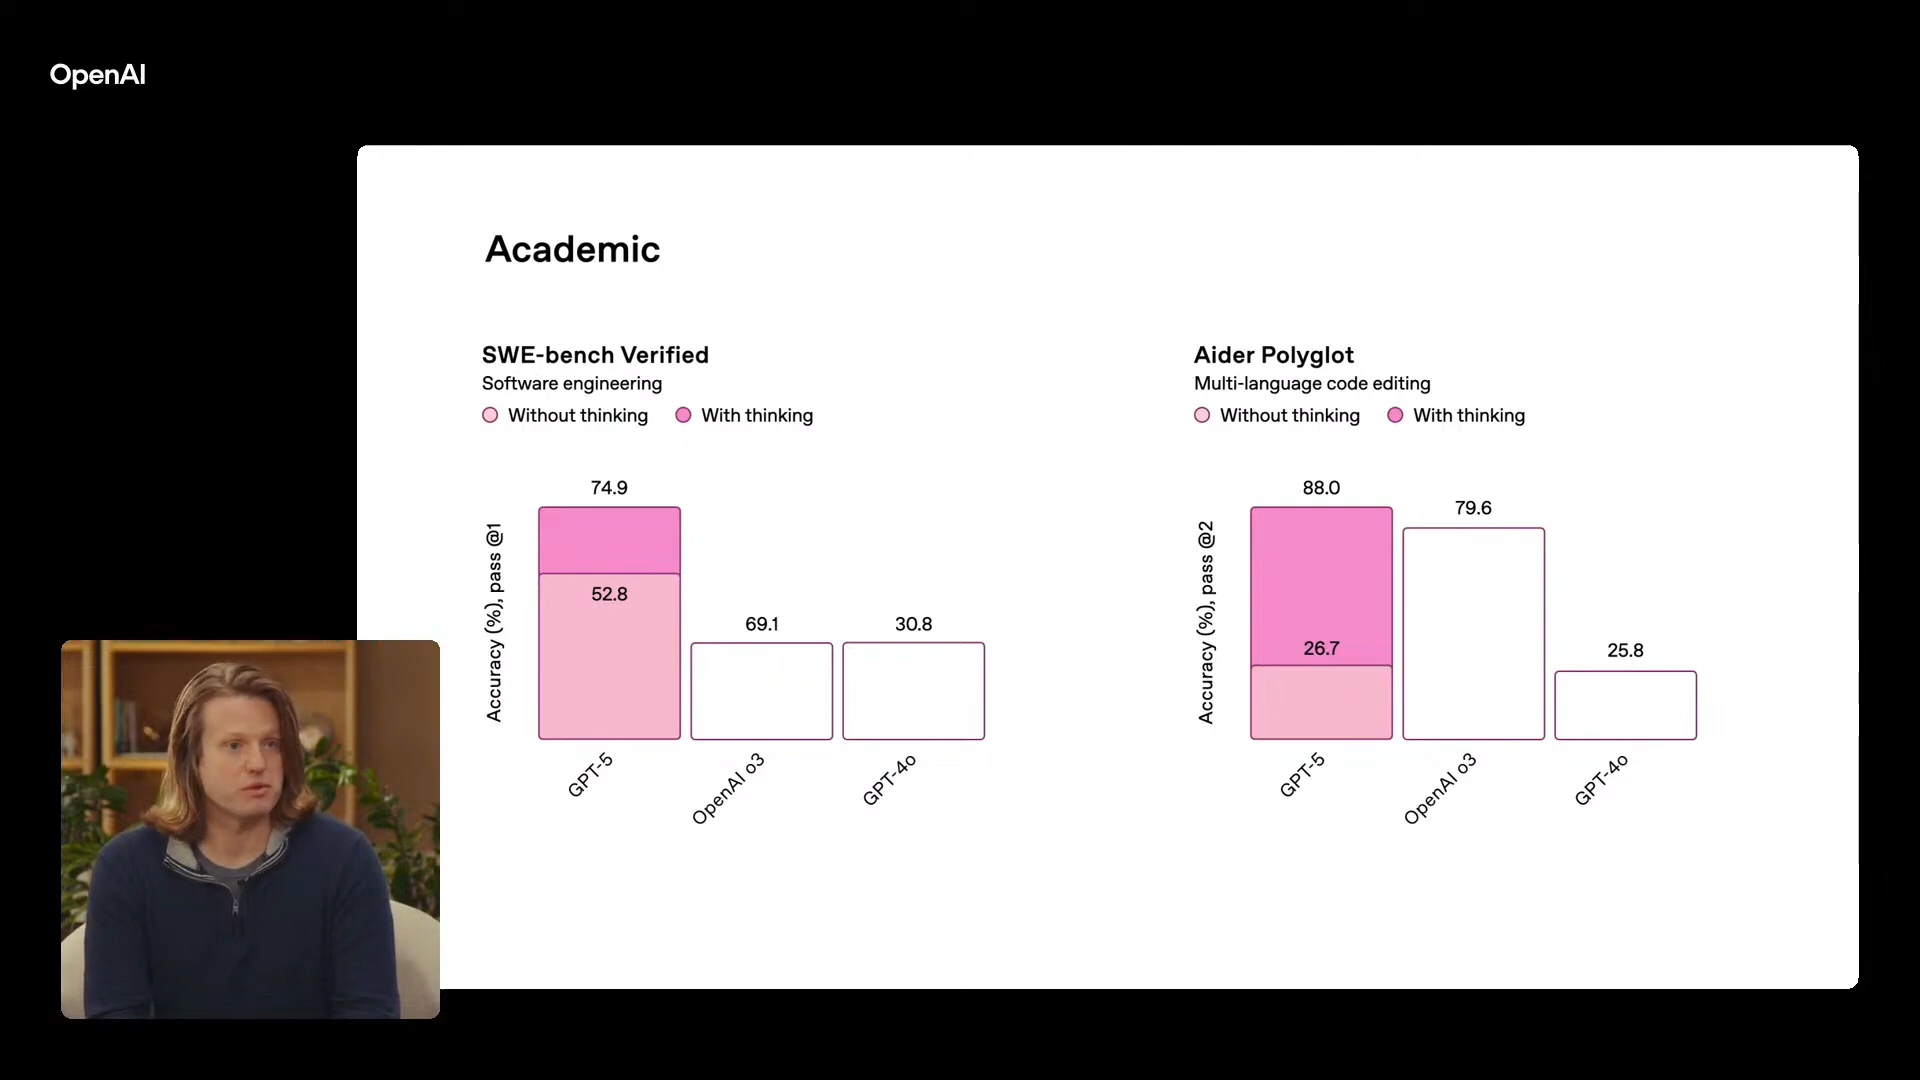 OpenAI
Academic
SWE-bench Verified
Software engineering
Without thinking With thinking
Accuracy (%), pass @1
74.9
52.8
69.1
30.8
GPT-5
OpenAI o3
GPT-4o
Aider Polyglot
Multi-language code editing
Without thinking With thinking
Accuracy (%), pass @2
88.0
26.7
79.6
25.8
GPT-5
OpenAI o3
GPT-4o